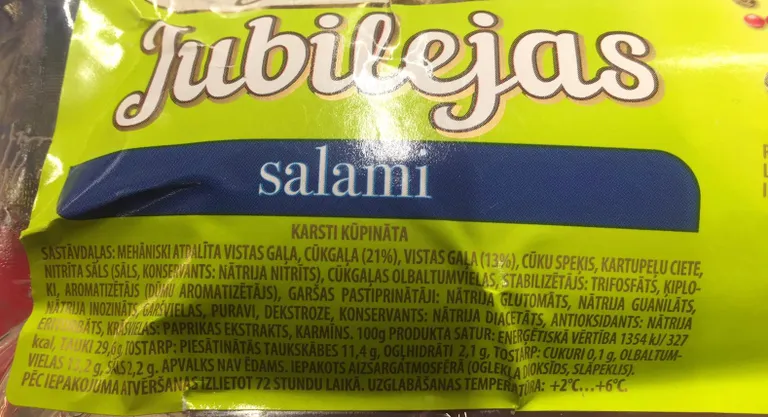 Jubilejas
salami
KARSTI KŪPINĀTA
SASTĀVDAĻAS: MEHĀNISKI ATDALĪTA VISTAS GAĻA, CŪKGAĻA (21%), VISTAS GAĻA (13%), CŪKU SPEĶIS, KARTUPEĻU CIETE,
NITRĪTA SĀLS (SĀLS, KONSERVANTS: NĀTRIJA NITRĪTS), CŪKGAĻAS OLBALTUMVIELAS, STABILIZĒTĀJS: TRIFOSFĀTS, ĶIPLO-
KI, AROMATIZĒTĀJS (DŪMU AROMATIZĒTĀJS), GARŠAS PASTIPRINĀTĀJI: NĀTRIJA GLUTOMĀTS, NĀTRIJA GUANILĀTS,
NĀTRIJA INOZINĀTS, GARŠVIELAS, PURAVI, DEKSTROZE, KONSERVANTS: NĀTRIJA DIACETĀTS, ANTIOKSIDANTS: NĀTRIJA
KRĀSVIELAS: PAPRIKAS EKSTRAKTS, KARMĪNS. 100g PRODUKTA SATUR: ENERĢĒTISKĀ VĒRTĪBA 1354 kJ/ 327
kcal, TAUKI 29,6g TOSTARP: PIESĀTINĀTĀS TAUKSKĀBES 11,4 g, OGĻHIDRĀTI 2,1 g, TOSTARP: CUKURI 0,1 g, OLBALTUM-
VIELAS g, SĀLS 2,2 g. APVALKS NAV ĒDAMS. IEPAKOTS AIZSARGATMOSFĒRĀ (OGLEKĻA DIOKSĪDS, SLĀPEKLIS).
PĒC IEPAKOJUMA ATVĒRŠANAS IZLIETOT 72 STUNDU LAIKĀ. UZGLABĀŠANAS TEMPERATŪRA: +2°C...+6°C.